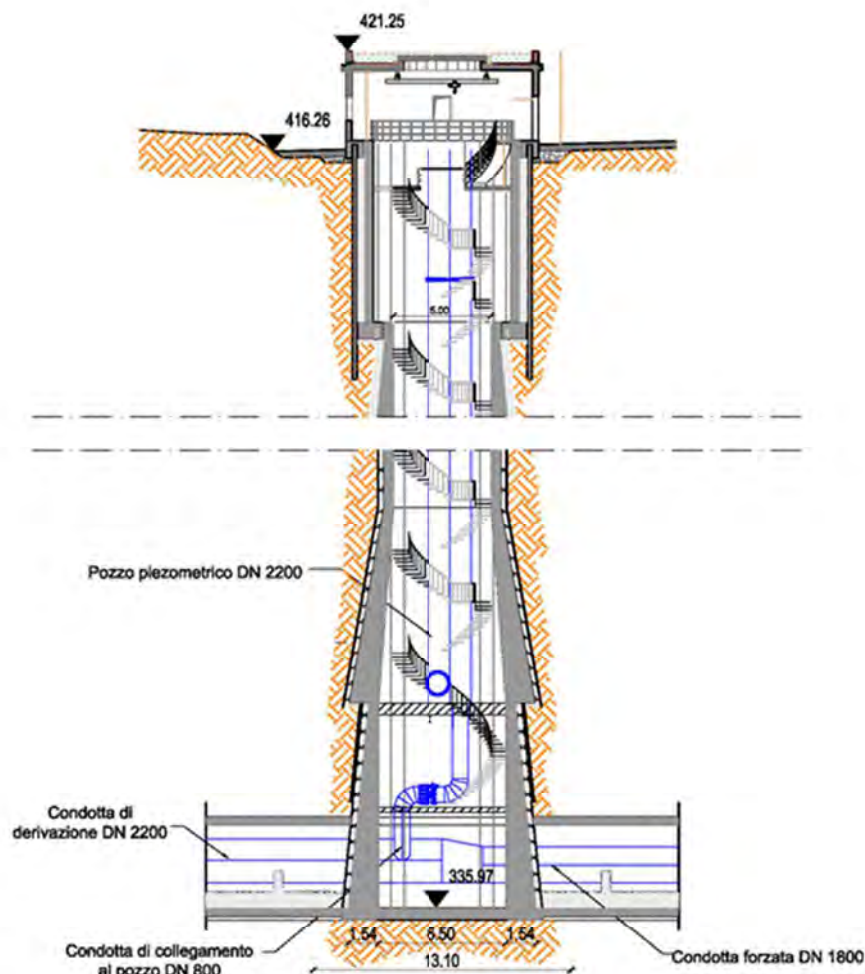 421.25
416.26
6.00
Pozzo piezometrico DN 2200
Condotta di
derivazione DN 2200
335.97
1.54 6.50 1.54
13.10
Condotta di collegamento
al pozzo DN 800
Condotta forzata DN 1800